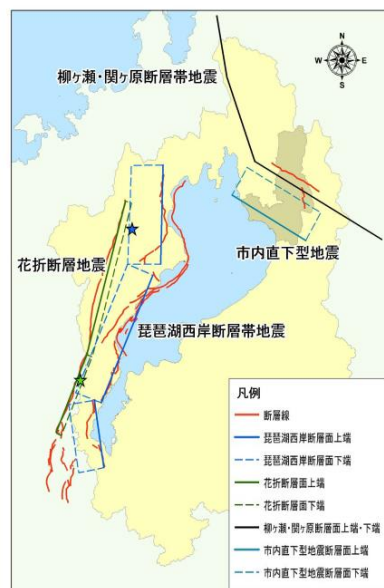 柳ヶ瀬・関ヶ原断層帯地震
N
W
E
S
市内直下型地震
花折断層地震
琵琶湖西岸断層帯地震
凡例
断層線
琵琶湖西岸断層面上端
琵琶湖西岸断層面下端
花折断層面上端
花折断層面下端
柳ヶ瀬・関ヶ原断層面上端・下端
市内直下型地震断層面上端
市内直下型地震断層面下端